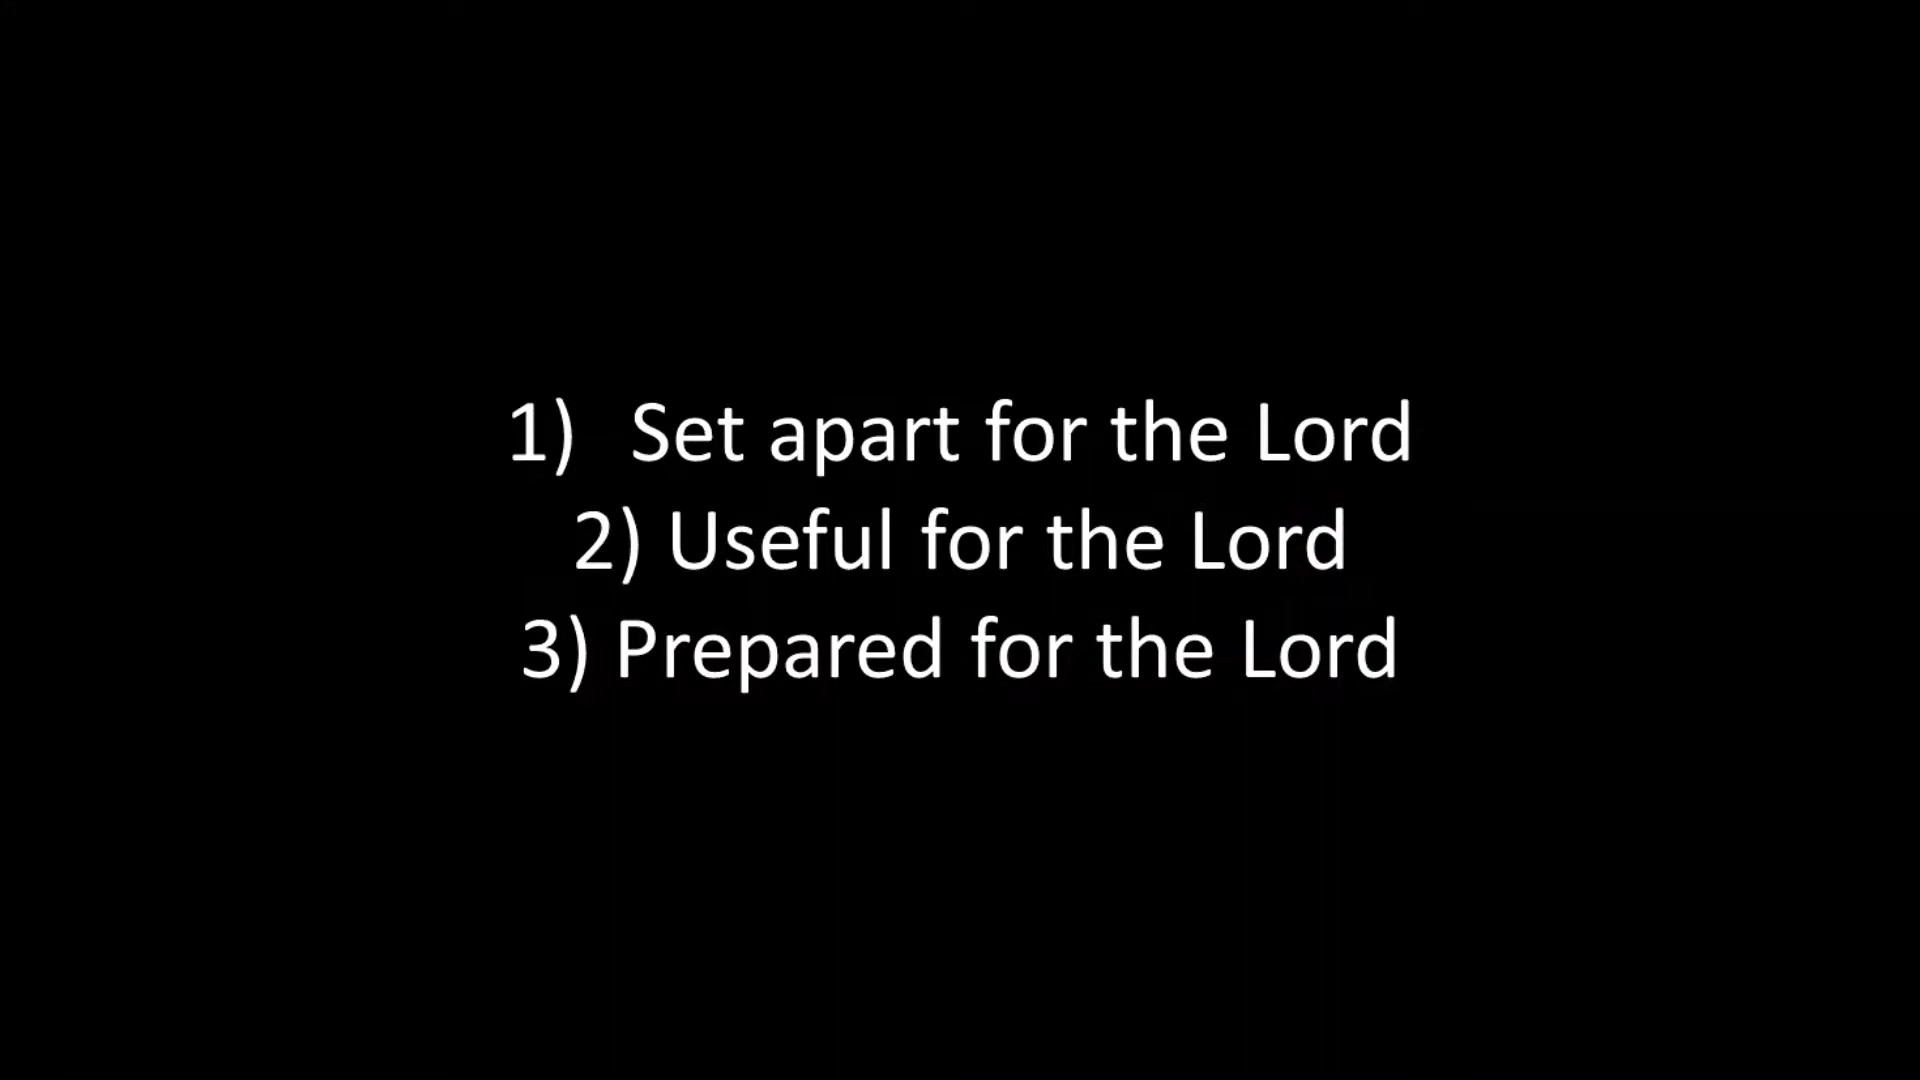 1) Set apart for the Lord
2) Useful for the Lord
3) Prepared for the Lord